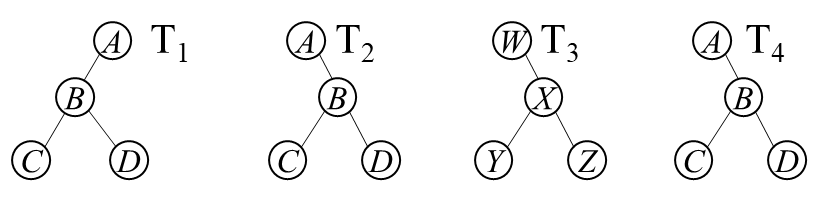 A T₁ A T₂ W T₃ A T₄
B B X B
C D C D Y Z C D